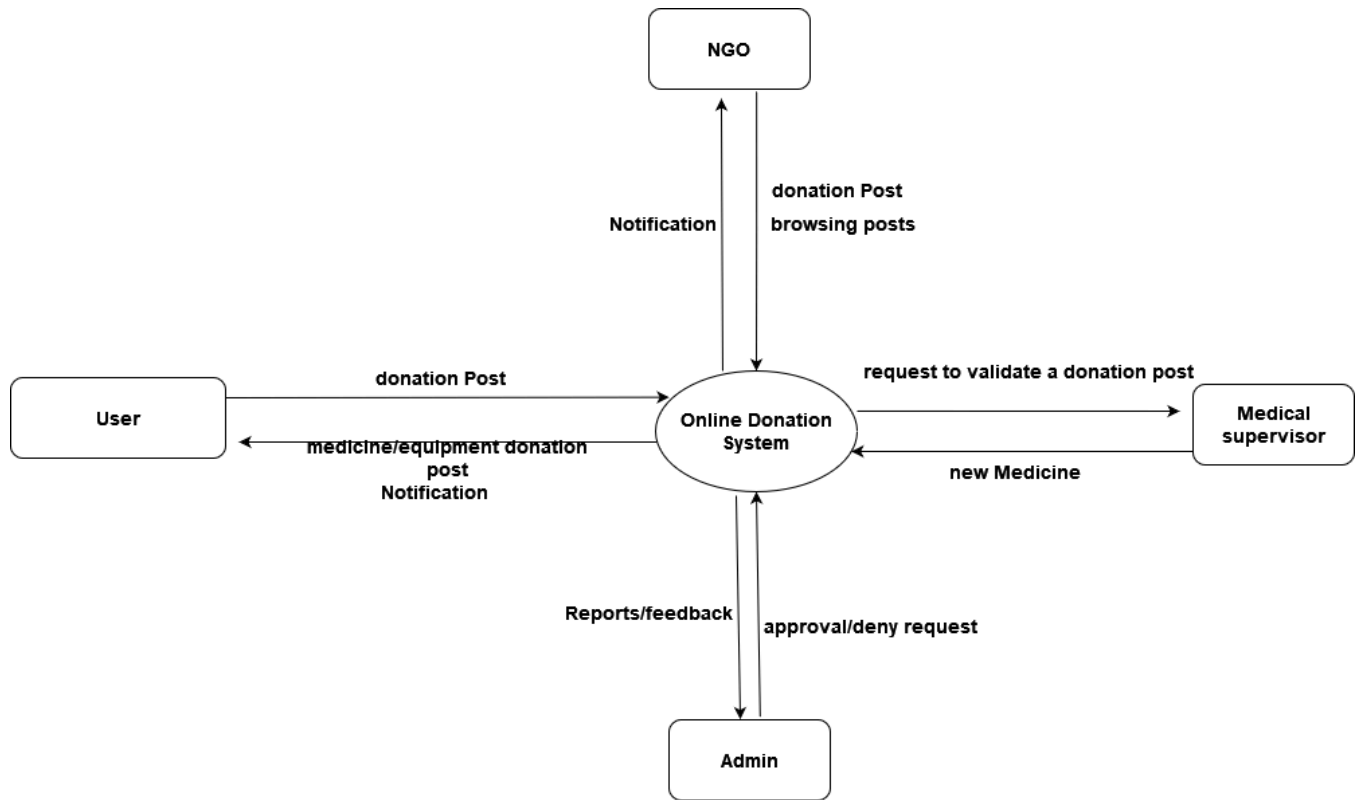 NGO
donation Post
Notification
browsing posts
request to validate a donation post
donation Post
User
Online Donation
System
Medical
supervisor
medicine/equipment donation
post
Notification
new Medicine
Reports/feedback
approval/deny request
Admin